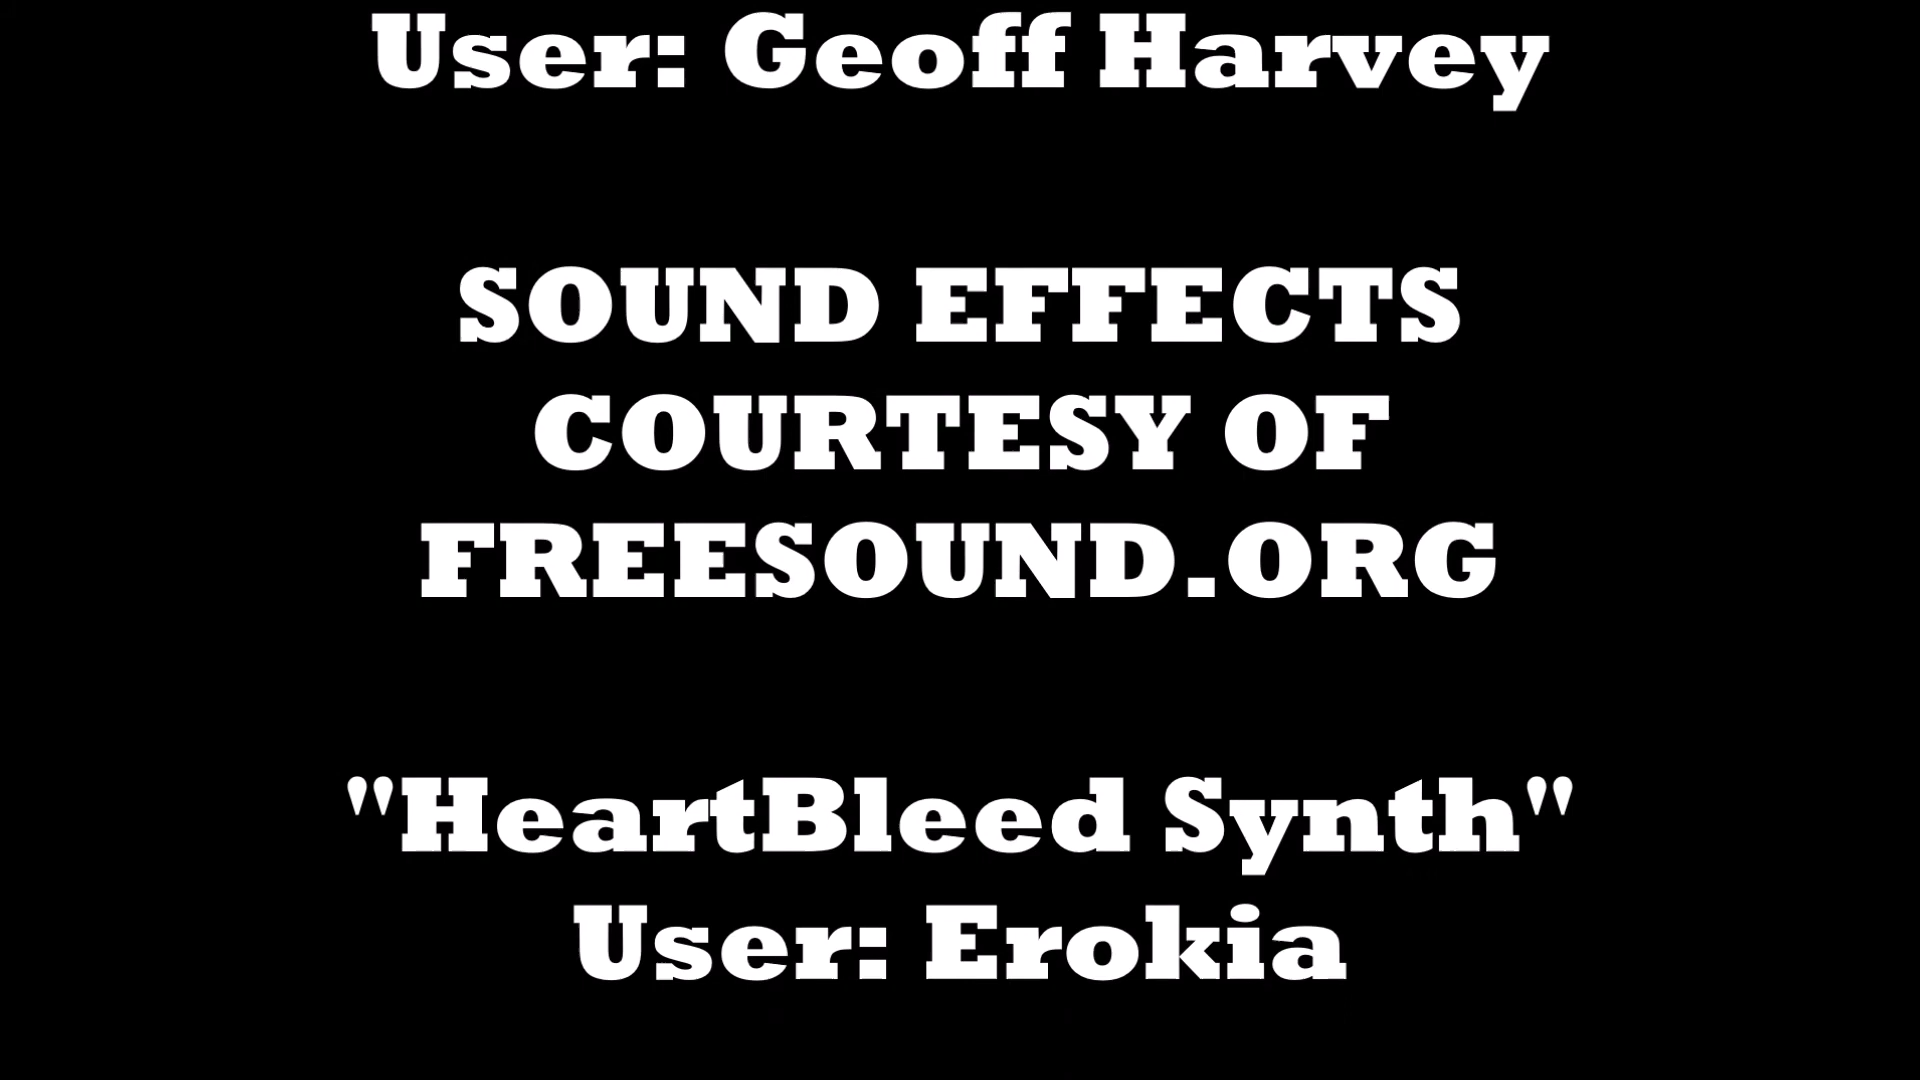 User: Geoff Harvey
SOUND EFFECTS
COURTESY OF
FREESOUND.ORG
"HeartBleed Synth"
User: Erokia